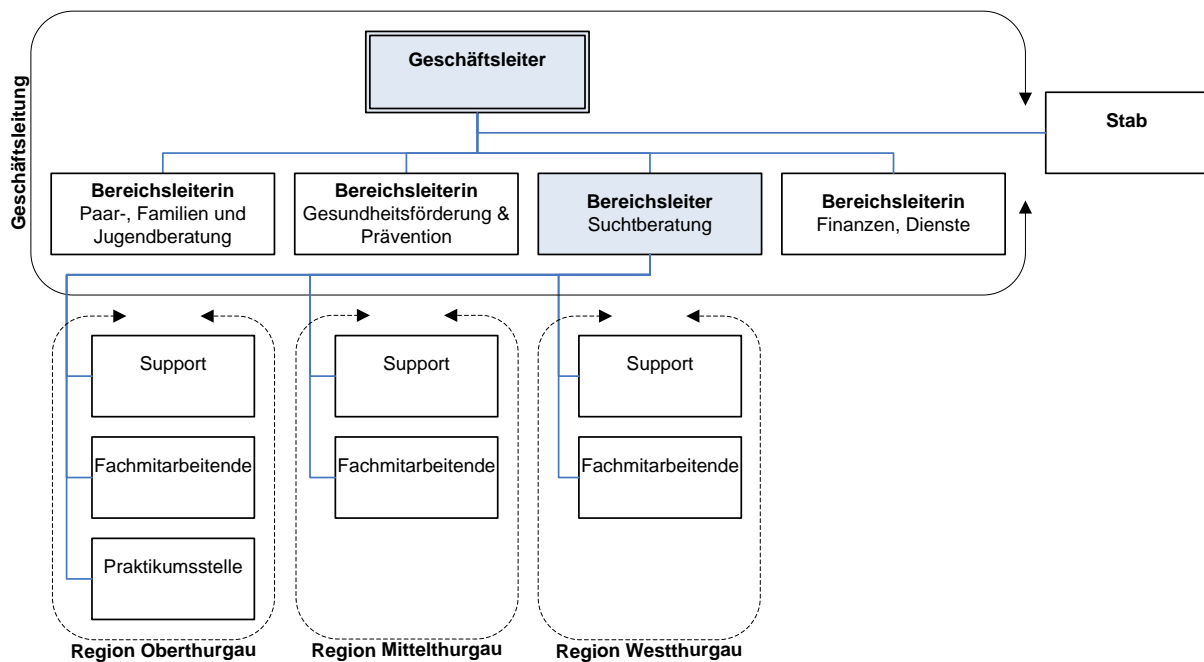 Geschäftsleitung
Geschäftsleiter
Stab
Bereichsleiterin
Paar-, Familien und
Jugendberatung
Bereichsleiterin
Gesundheitsförderung &
Prävention
Bereichsleiter
Suchtberatung
Bereichsleiterin
Finanzen, Dienste
Support
Fachmitarbeitende
Praktikumsstelle
Region Oberthurgau
Support
Fachmitarbeitende
Region Mittelthurgau
Support
Fachmitarbeitende
Region Westthurgau